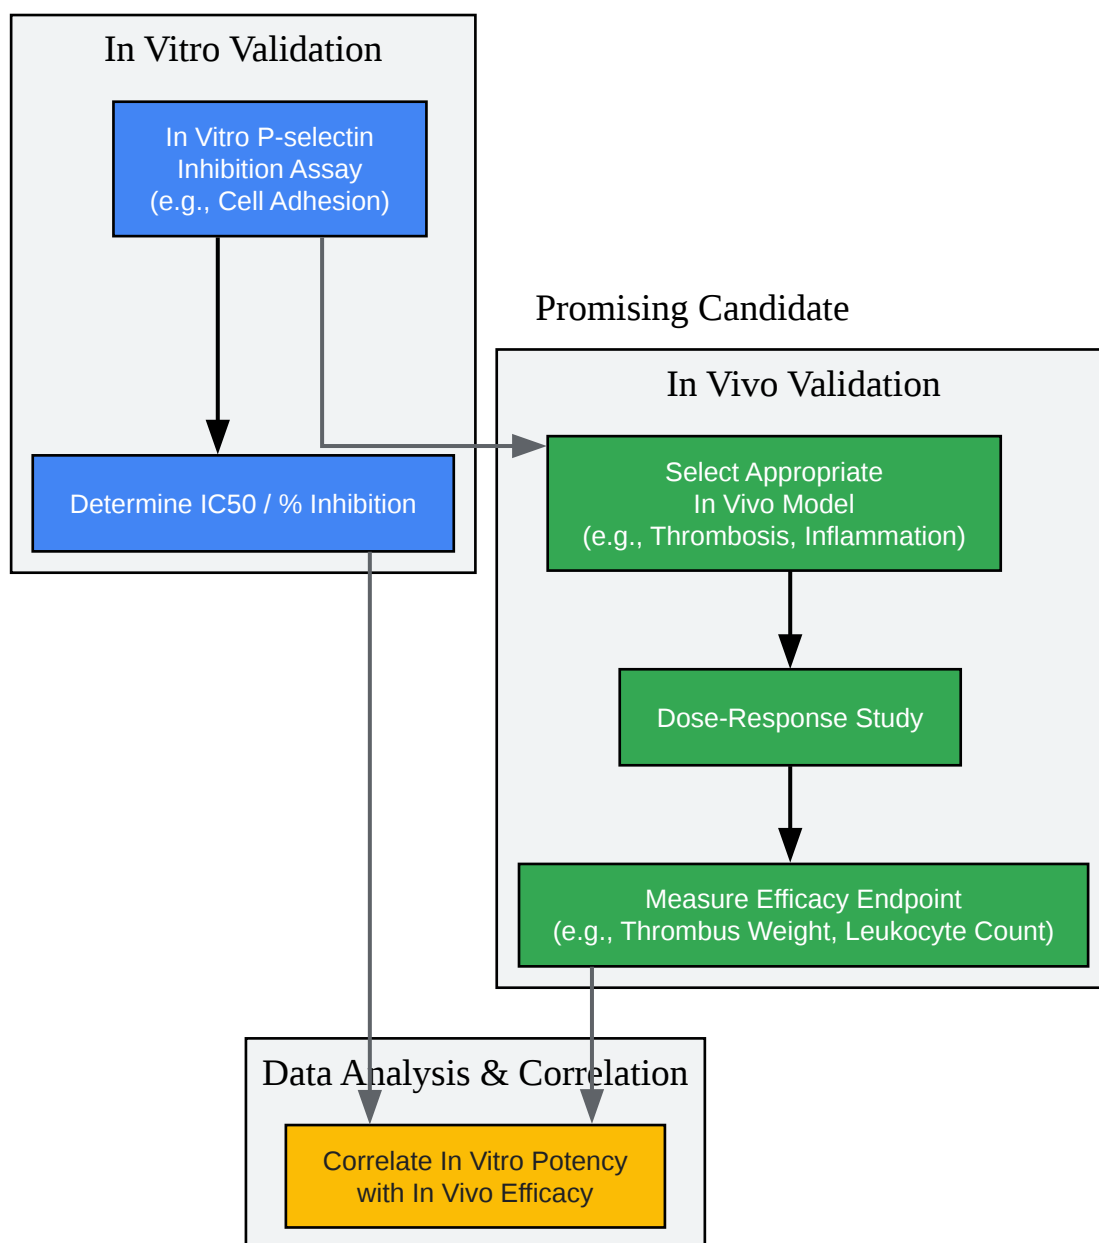 In Vitro Validation
In Vitro P-selectin
Inhibition Assay
(e.g., Cell Adhesion)
Determine IC50 / % Inhibition
Promising Candidate
In Vivo Validation
Select Appropriate
In Vivo Model
(e.g., Thrombosis, Inflammation)
Dose-Response Study
Measure Efficacy Endpoint
(e.g., Thrombus Weight, Leukocyte Count)
Data Analysis & Correlation
Correlate In Vitro Potency
with In Vivo Efficacy